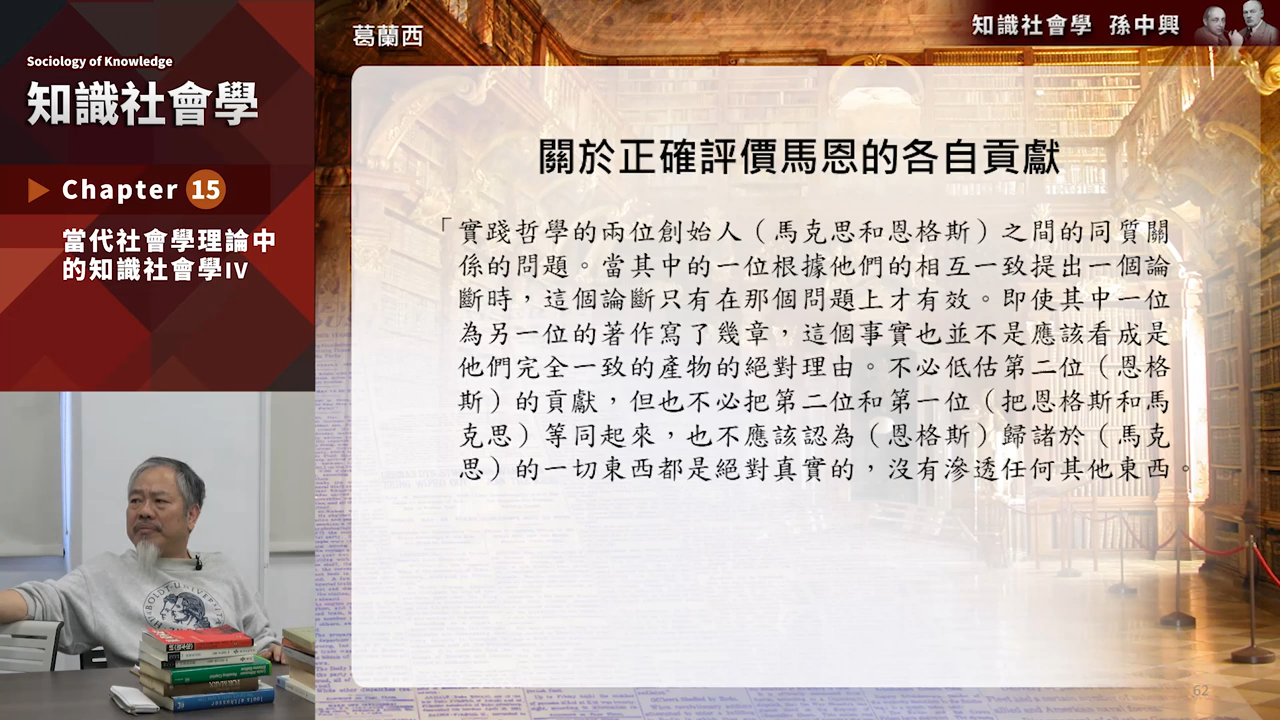 Sociology of Knowledge
知識社會學
Chapter 15
當代社會學理論中
的知識社會學IV
葛蘭西
知識社會學 孫中興
關於正確評價馬恩的各自貢獻
「實踐哲學的兩位創始人（馬克思和恩格斯）之間的同質關
係的問題。當其中的一位根據他們的相互一致提出一個論
斷時，這個論斷只有在那個問題上才有效。即使其中一位
為另一位的著作寫了幾章，這個事實也並不是應該看成是
他們完全一致的產物的絕對理由。不必低估第二位（恩格
斯）的貢獻，但也不必把第二位和第一位（把恩格斯和馬
克思）等同起來，也不應該認為（恩格斯）歸諸於（馬克
思）的一切東西都是絕對真實的，沒有滲透任何其他東西。
62